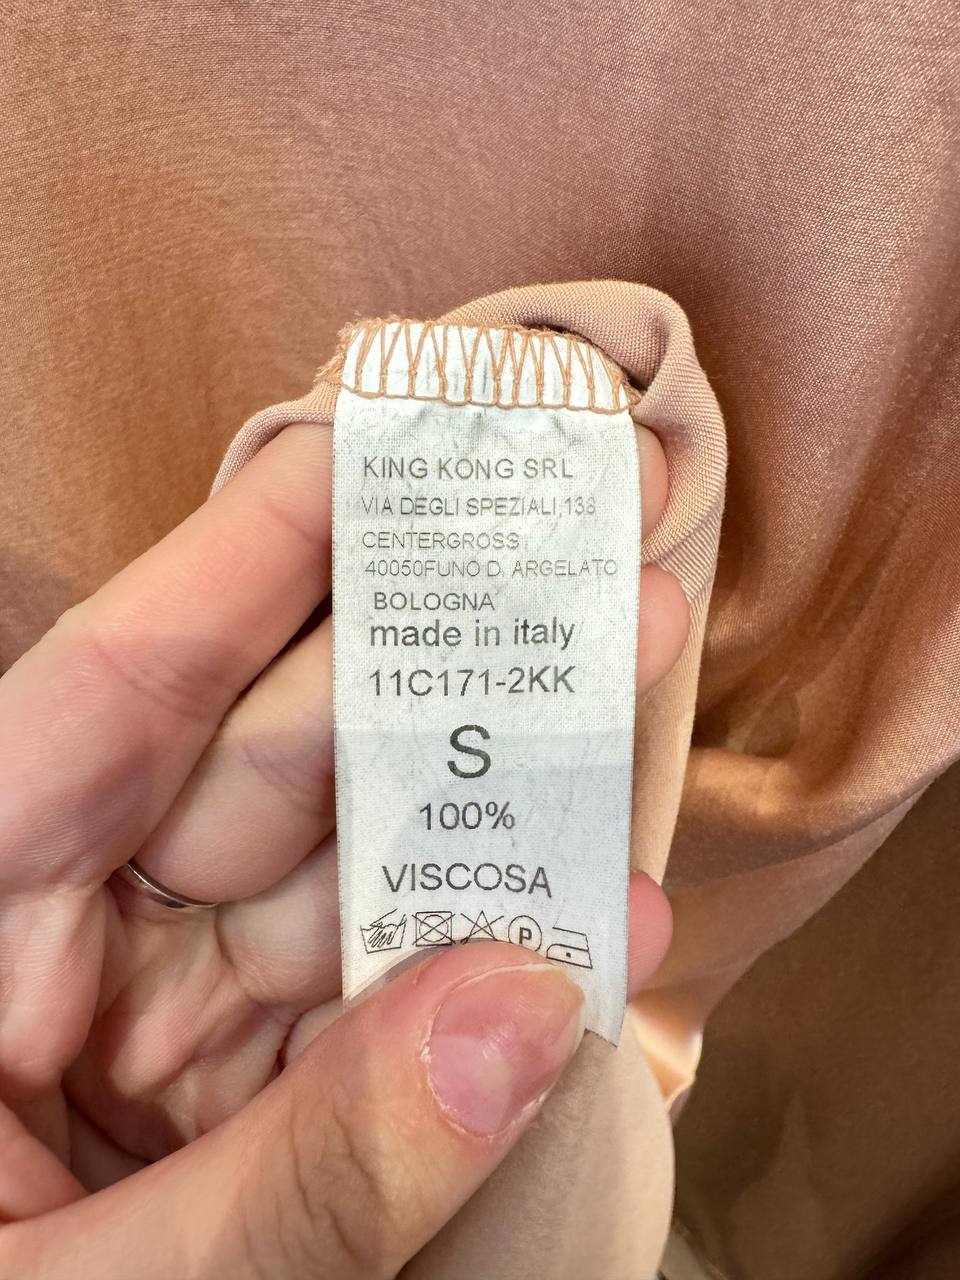 KING KONG SRL
VIA DEGLI SPEZIALI,138
CENTERGROSS
40050FUNO D. ARGELATO
BOLOGNA
made in italy
11C171-2KK
S
100%
VISCOSA
P